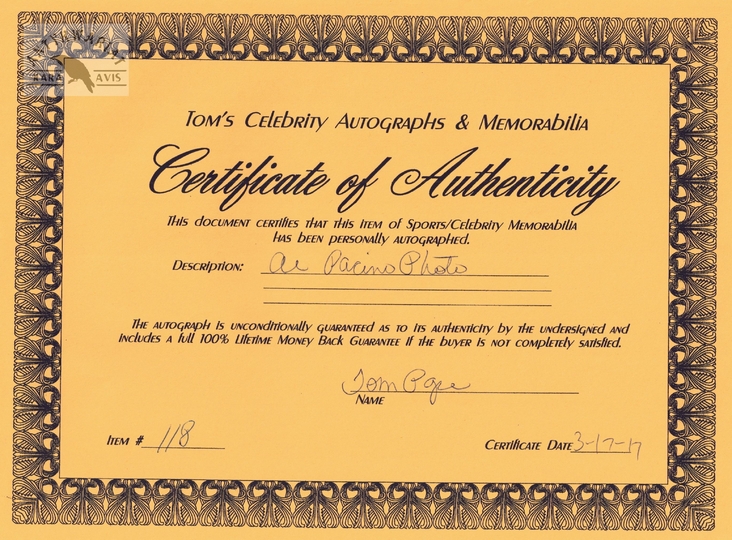 ANTIQUARIAT
RARA AVIS
Tom's Celebrity Autographs & Memorabilia
Certificate of Authenticity
This document certifies that this item of Sports/Celebrity Memorabilia
has been personally autographed.
Description: Al Pacino Photo
The autograph is unconditionally guaranteed as to its authenticity by the undersigned and
includes a full 100% Lifetime Money Back Guarantee if the buyer is not completely satisfied.
Tom Pope
Name
Item # 118 Certificate Date 3-17-17